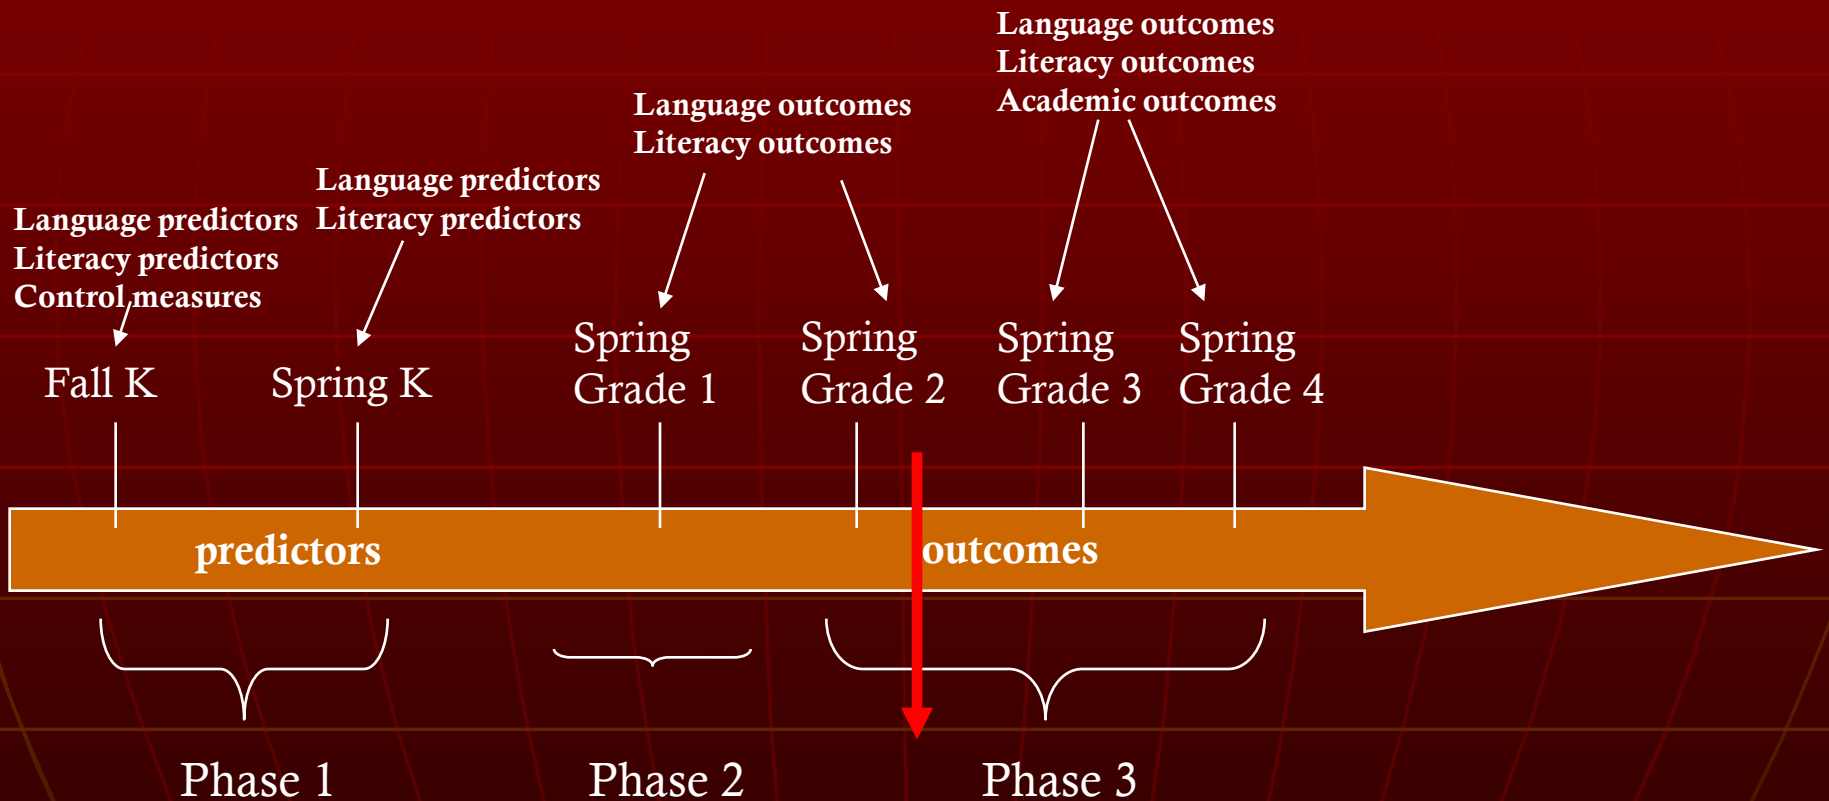 Language outcomes
Literacy outcomes
Academic outcomes
Language outcomes
Literacy outcomes
Language predictors
Literacy predictors
Language predictors
Literacy predictors
Control measures
Fall K
Spring K
Spring
Grade 1
Spring
Grade 2
Spring
Grade 3
Spring
Grade 4
predictors
outcomes
Phase 1
Phase 2
Phase 3